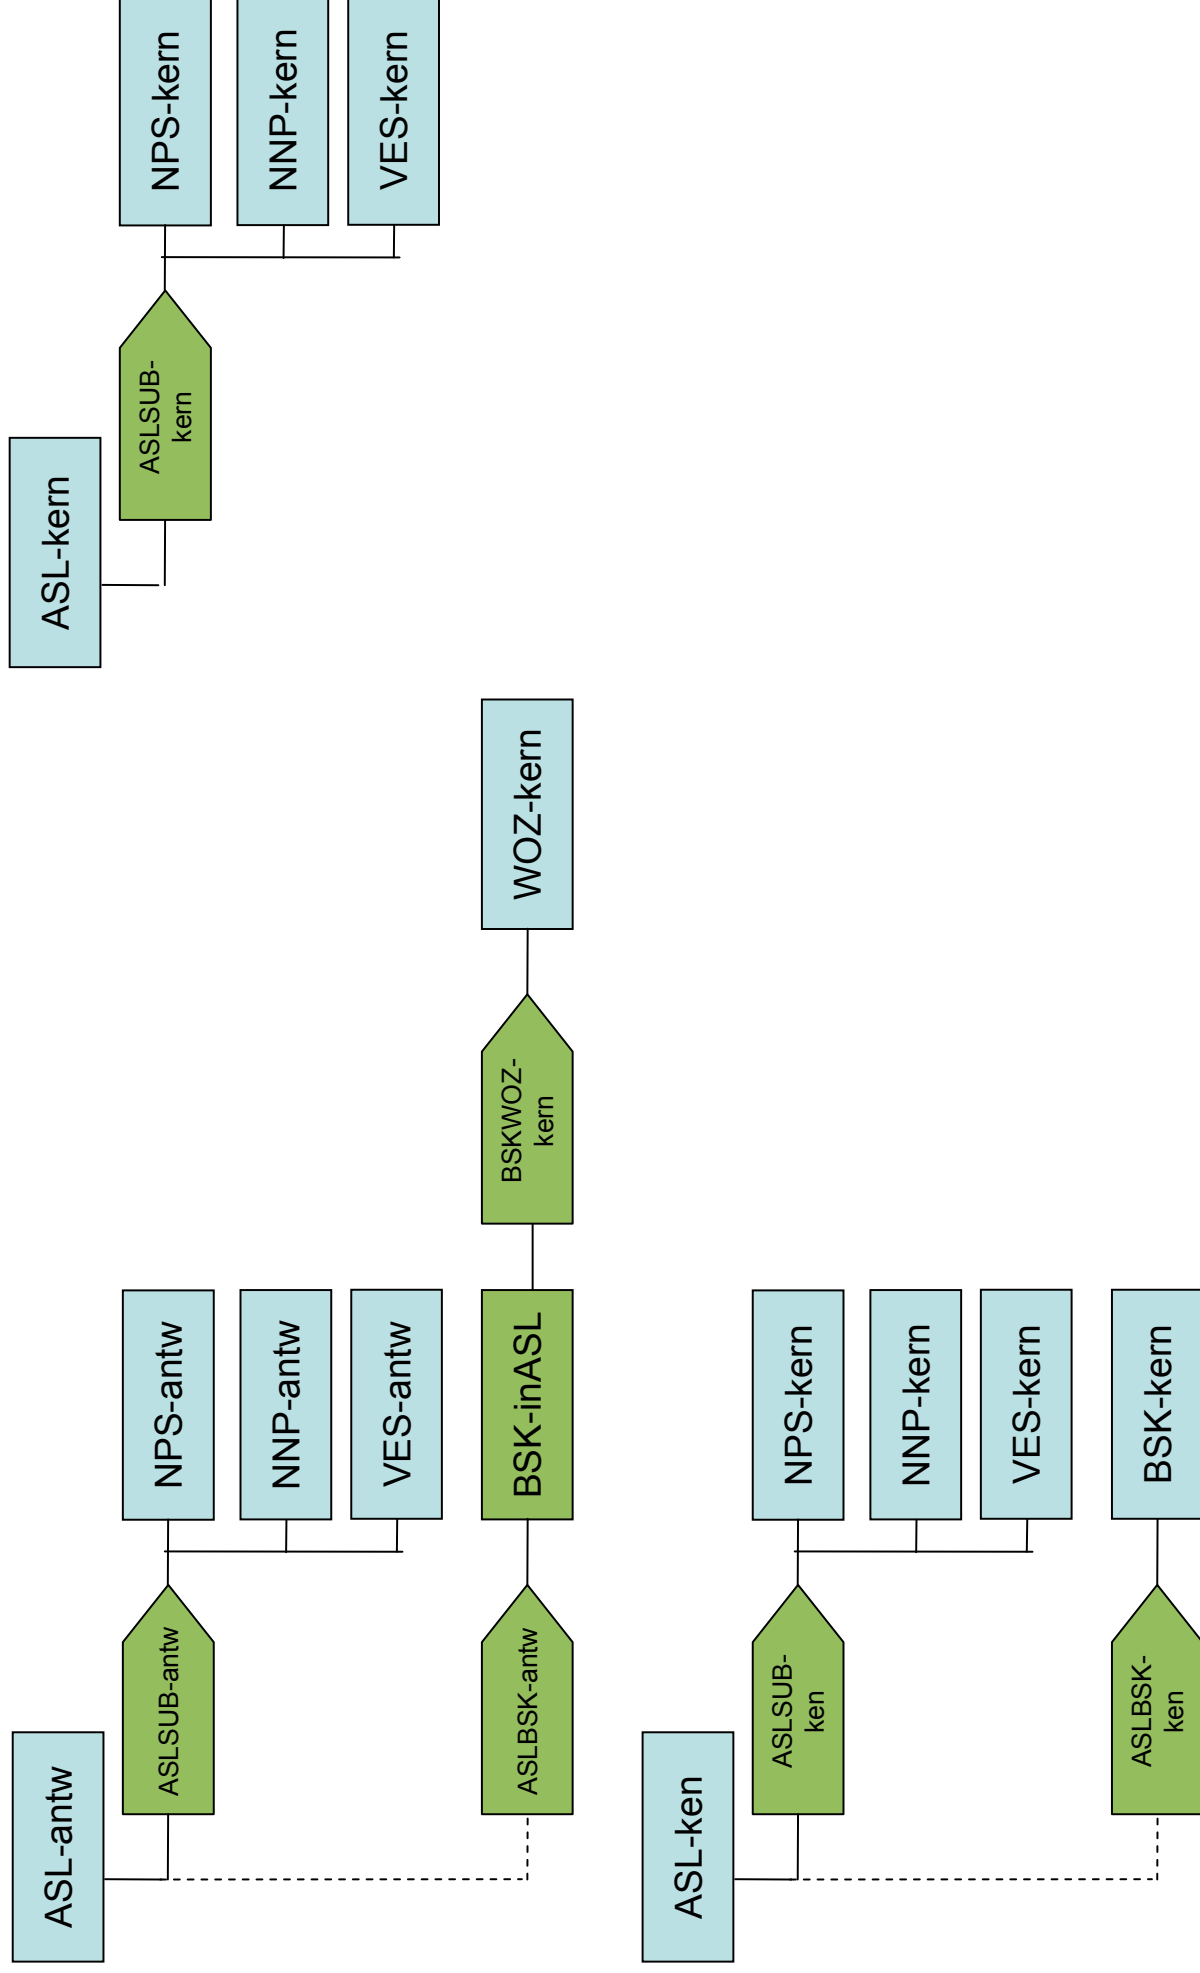 ASL-antw
ASLSUB-antw
NPS-antw
NNP-antw
VES-antw
ASLBSK-antw
BSK-inASL
BSKWOZ-
kern
WOZ-kern
ASL-kern
ASLSUB-
kern
NPS-kern
NNP-kern
VES-kern
ASL-ken
ASLSUB-
ken
NPS-kern
NNP-kern
VES-kern
ASLBSK-
ken
BSK-kern